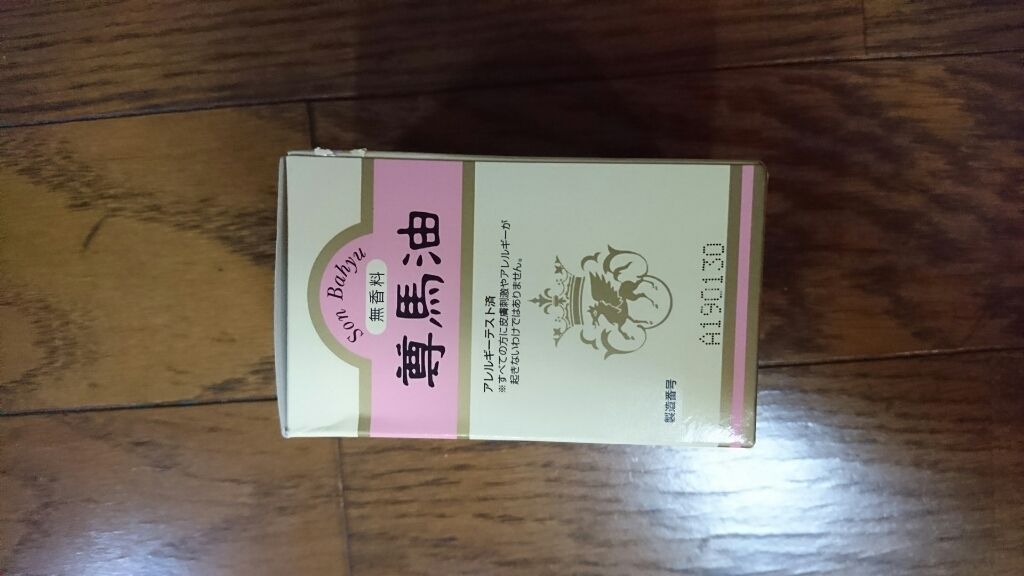 Son Bahyu
無香料
尊馬油
アレルギーテスト済
※すべての方に皮膚刺激やアレルギーが
起きないわけではありません。
製造番号
A190130